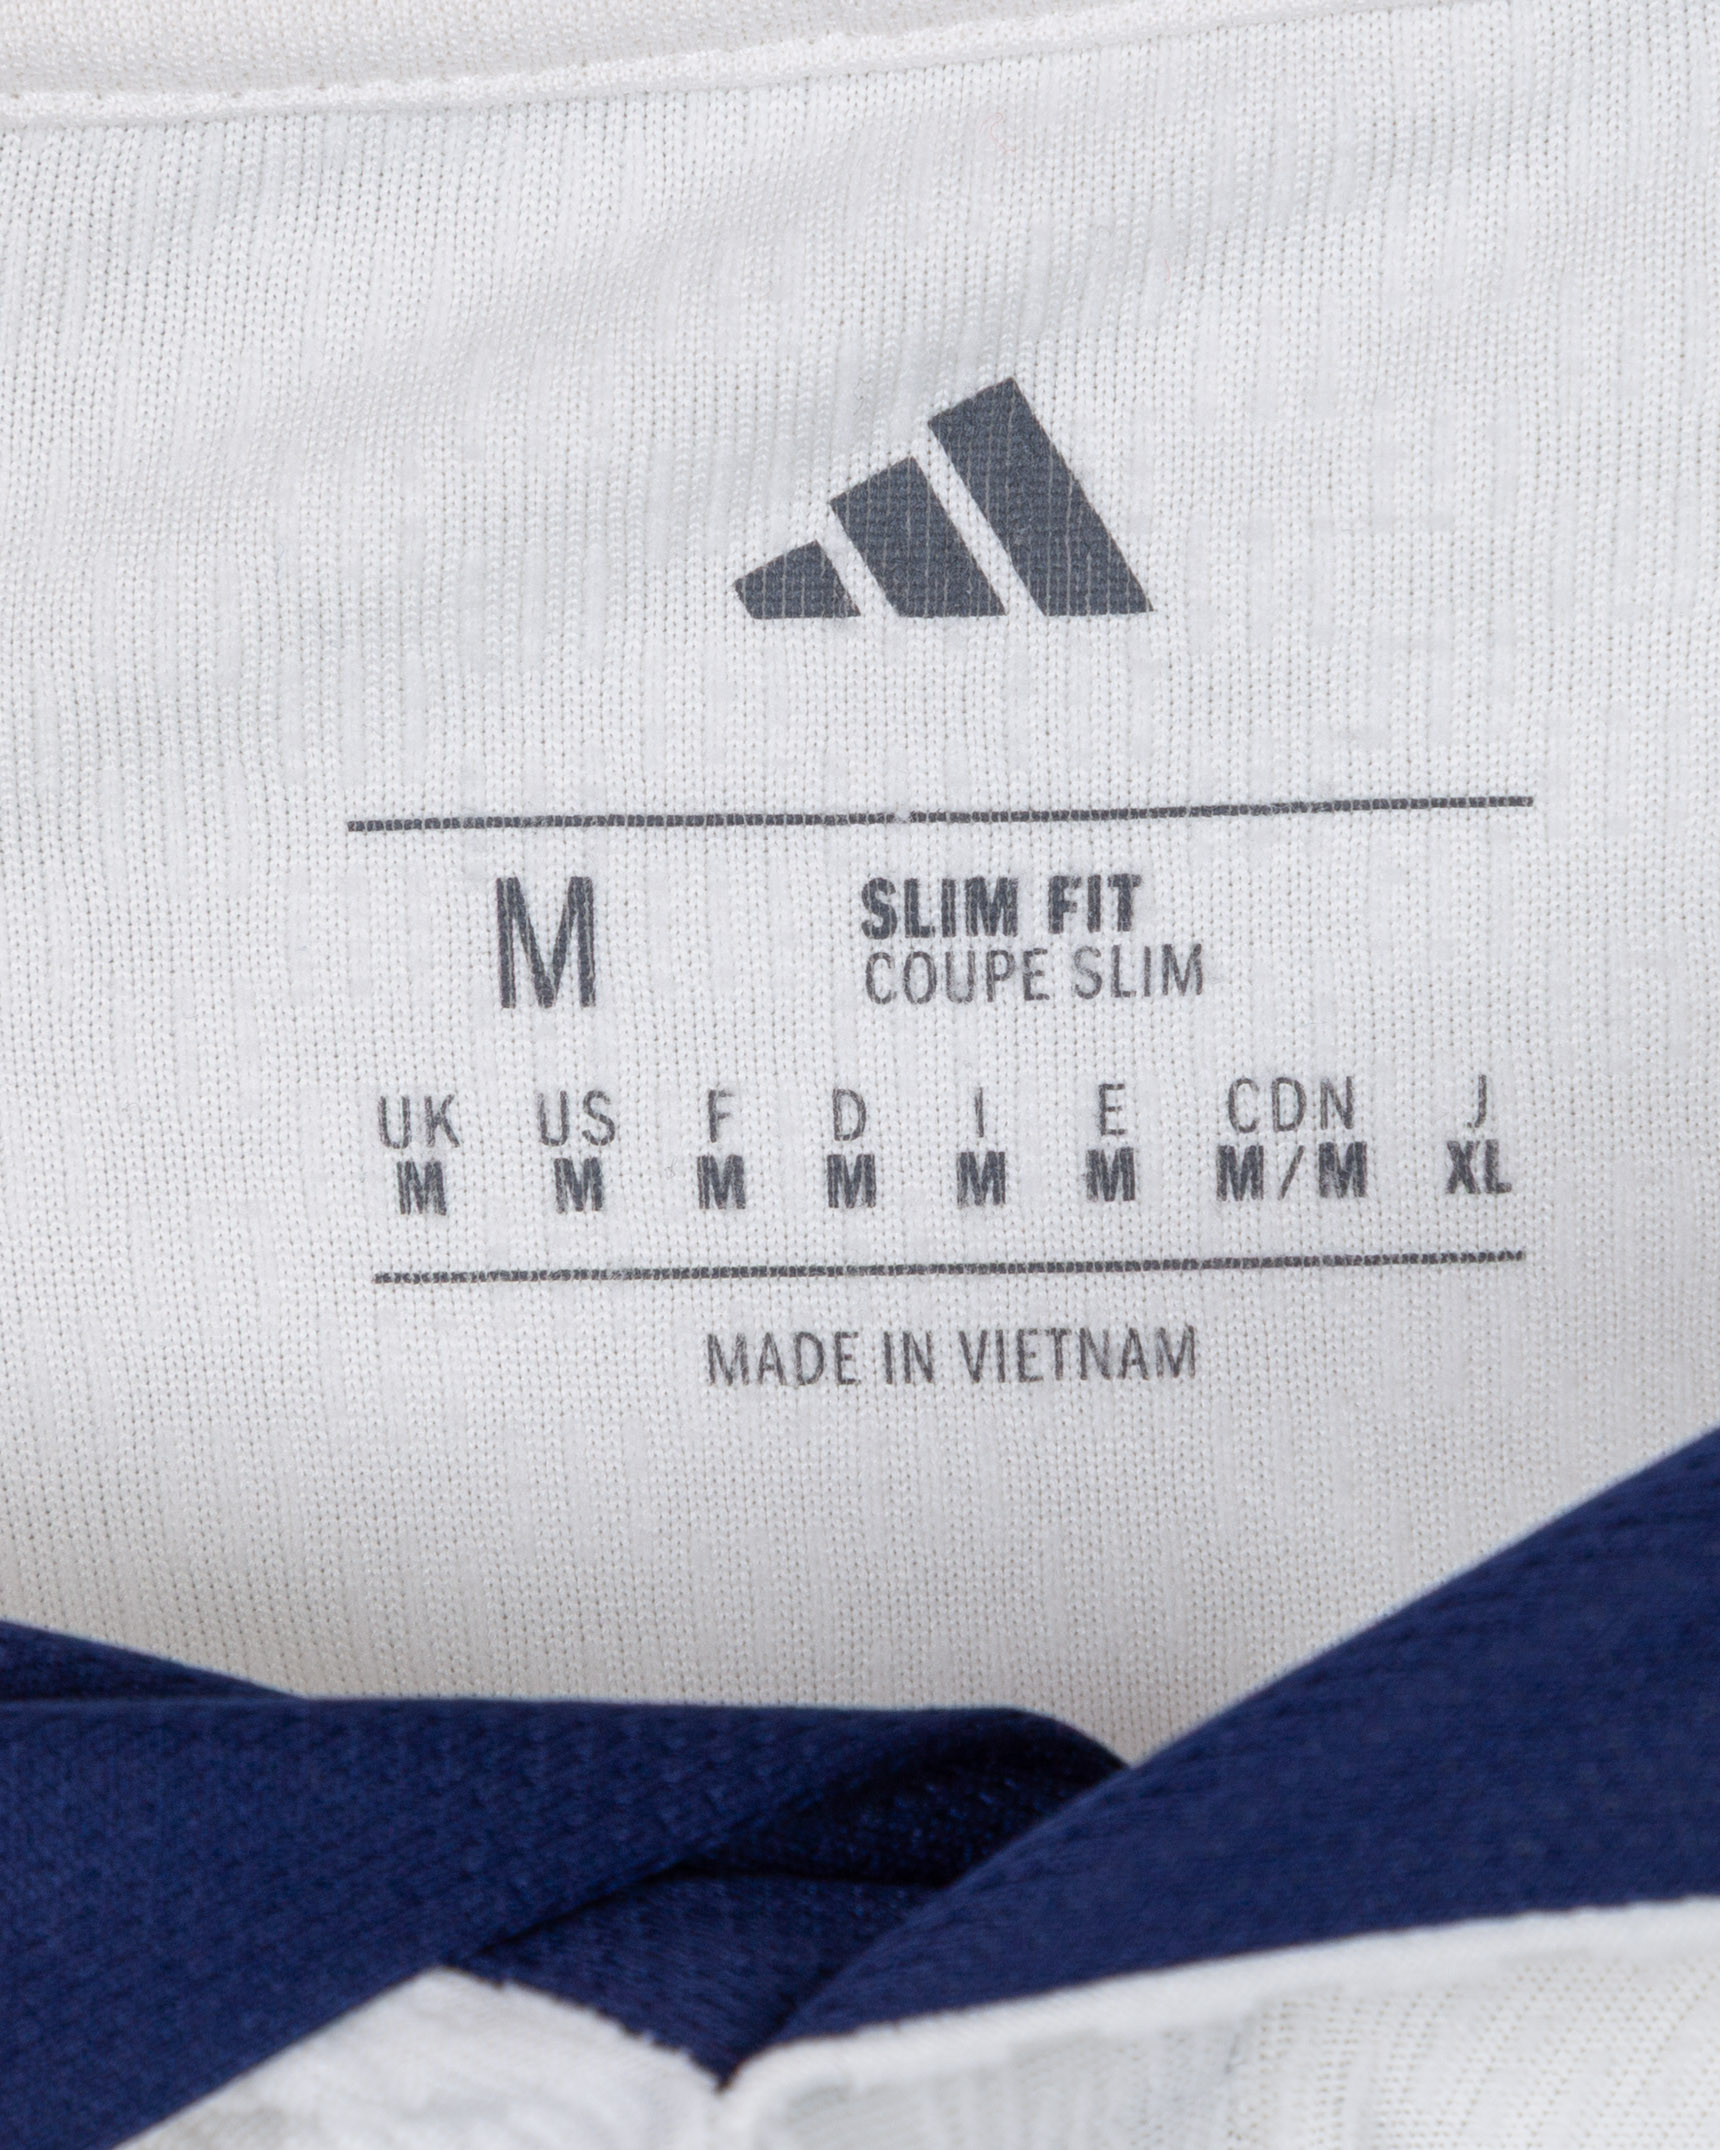 M
SLIM FIT
COUPE SLIM
UK US F D I E CDN J
M M M M M M M/M XL
MADE IN VIETNAM